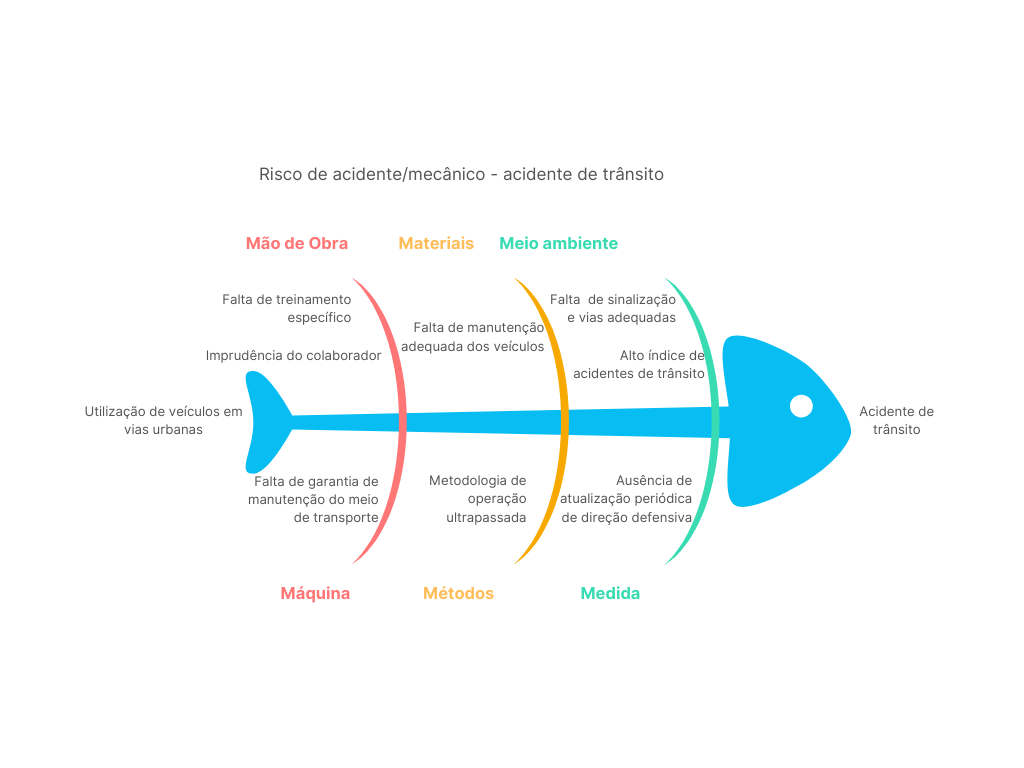 Risco de acidente/mecânico - acidente de trânsito
Mão de Obra
Materiais
Meio ambiente
Falta de treinamento
específico
Imprudência do colaborador
Falta de manutenção
adequada dos veículos
Falta  de sinalização
e vias adequadas
Alto índice de
acidentes de trânsito
Utilização de veículos em
vias urbanas
Acidente de
trânsito
Falta de garantia de
manutenção do meio
de transporte
Metodologia de
operação
ultrapassada
Ausência de
atualização periódica
de direção defensiva
Máquina
Métodos
Medida